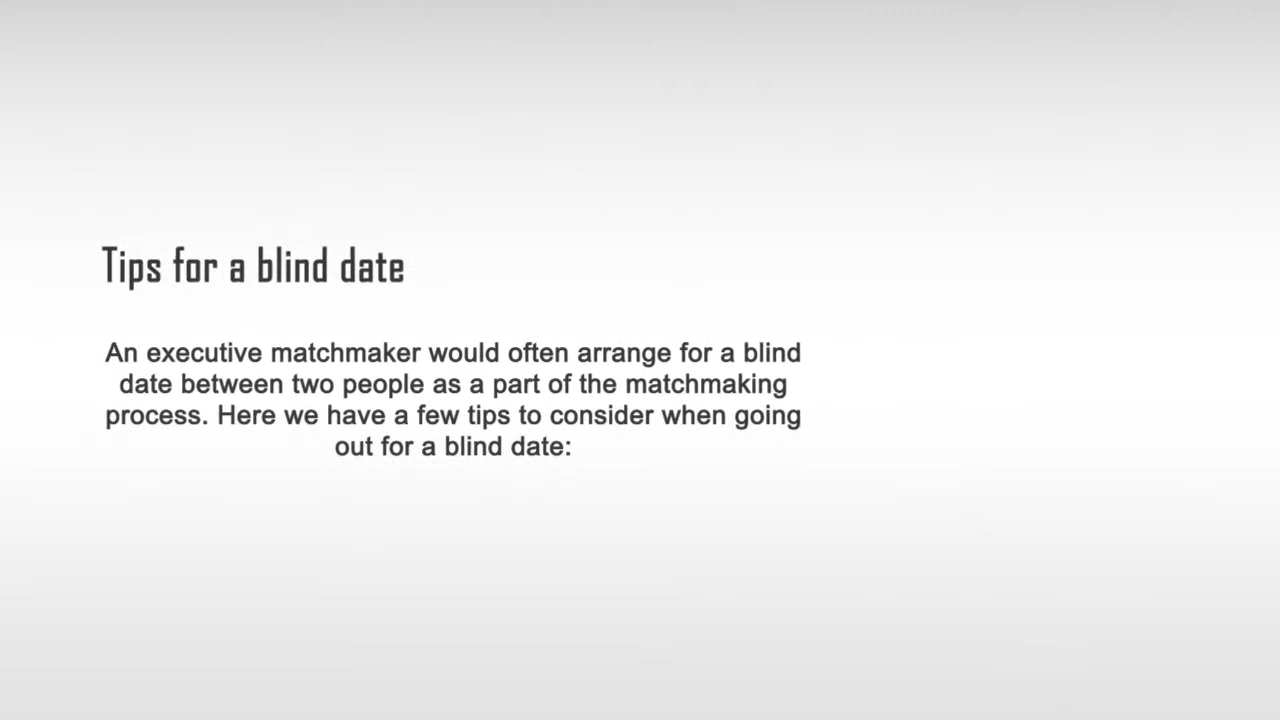 Tips for a blind date
An executive matchmaker would often arrange for a blind
date between two people as a part of the matchmaking
process. Here we have a few tips to consider when going
out for a blind date: